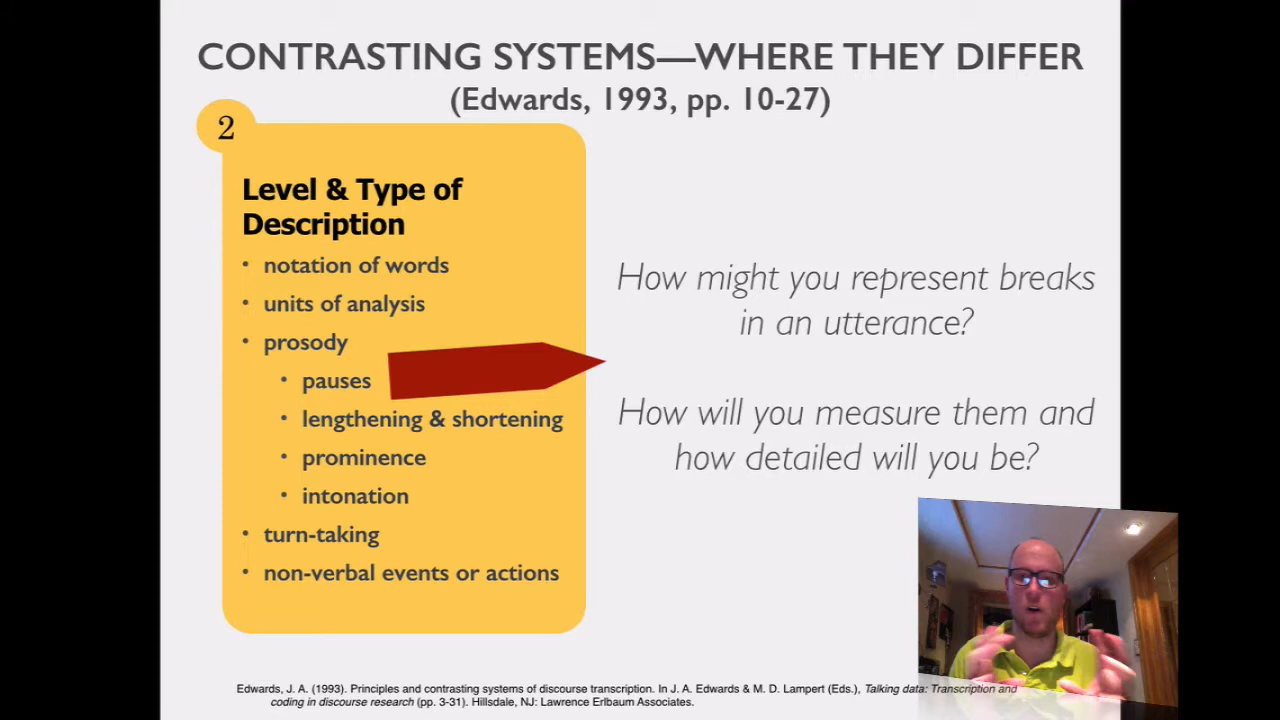 CONTRASTING SYSTEMS—WHERE THEY DIFFER
(Edwards, 1993, pp. 10-27)
2
Level & Type of
Description
• notation of words
• units of analysis
• prosody
• pauses
• lengthening & shortening
• prominence
• intonation
• turn-taking
• non-verbal events or actions
How might you represent breaks
in an utterance?
How will you measure them and
how detailed will you be?
Edwards, J. A. (1993). Principles and contrasting systems of discourse transcription. In J. A. Edwards & M. D. Lampert (Eds.), Talking data: Transcription and
coding in discourse research (pp. 3-31). Hillsdale, NJ: Lawrence Erlbaum Associates.